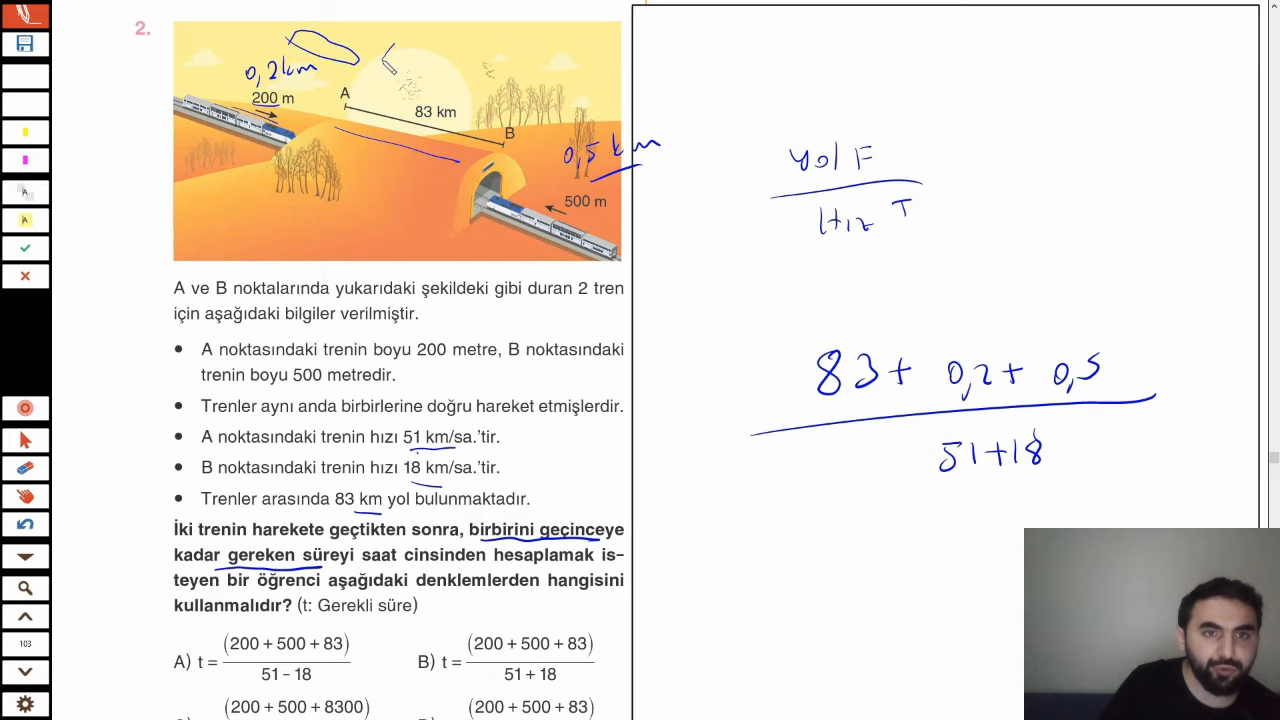 2.
0,2 km
200 m
A
83 km
B
0,5 km
500 m
A ve B noktalarında yukarıdaki şekildeki gibi duran 2 tren
için aşağıdaki bilgiler verilmiştir.
• A noktasındaki trenin boyu 200 metre, B noktasındaki
trenin boyu 500 metredir.
• Trenler aynı anda birbirlerine doğru hareket etmişlerdir.
• A noktasındaki trenin hızı 51 km/sa.'tir.
• B noktasındaki trenin hızı 18 km/sa.'tir.
• Trenler arasında 83 km yol bulunmaktadır.
İki trenin harekete geçtikten sonra, birbirini geçinceye
kadar gereken süreyi saat cinsinden hesaplamak is-
teyen bir öğrenci aşağıdaki denklemlerden hangisini
kullanmalıdır? (t: Gerekli süre)
A) t = (200 + 500 + 83)
51 – 18
B) t = (200 + 500 + 83)
51 + 18
(200 + 500 + 8300)
(200 + 500 + 83)
yol F
Hız T
83 + 0,2 + 0,5
51 + 18
A
A
103